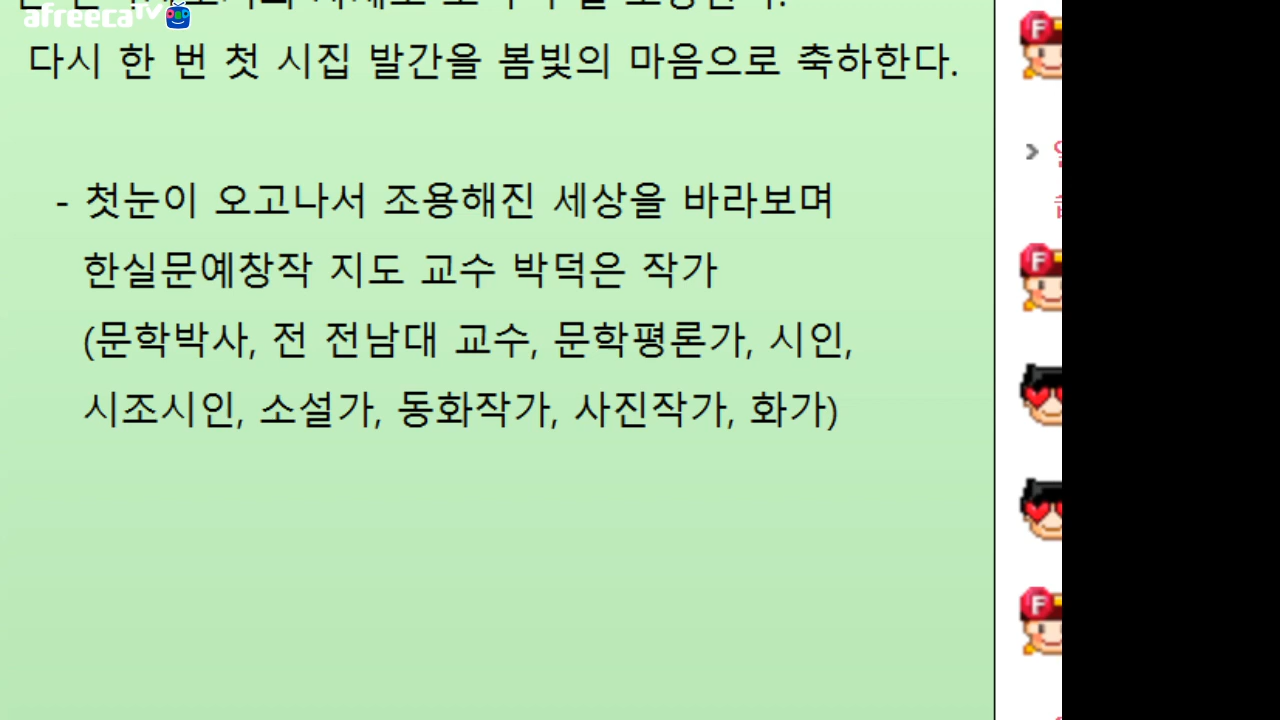 afreecaTV
다시 한 번 첫 시집 발간을 봄빛의 마음으로 축하한다.
- 첫눈이 오고나서 조용해진 세상을 바라보며
한실문예창작 지도 교수 박덕은 작가
(문학박사, 전 전남대 교수, 문학평론가, 시인,
시조시인, 소설가, 동화작가, 사진작가, 화가)
F
F
F